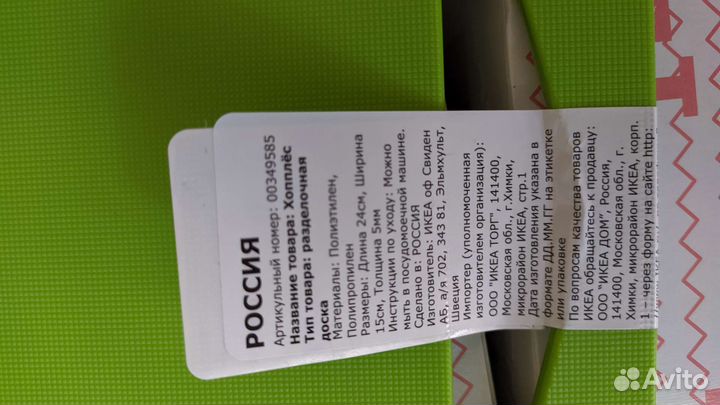 РОССИЯ
Артикульный номер: 00349585
Название товара: Хопплёс
Тип товара: разделочная
доска
Материалы: Полиэтилен,
Полипропилен
Размеры: Длина 24см, Ширина
15см, Толщина 5мм
Инструкции по уходу: Можно
мыть в посудомоечной машине.
Сделано в: РОССИЯ
Изготовитель: ИКЕА оф Свиден
АБ, а/я 702, 343 81, Эльмхульт,
Швеция
Импортер (уполномоченная
изготовителем организация):
ООО "ИКЕА ТОРГ", 141400,
Московская обл., г.Химки,
микрорайон ИКЕА, стр.1
Дата изготовления указана в
формате ДД.ММ.ГГ на этикетке
или упаковке
По вопросам качества товаров
ИКЕА обращайтесь к продавцу:
ООО "ИКЕА ДОМ", Россия,
141400, Московская обл., г.
Химки, микрорайон ИКЕА, корп.
1 – через форму на сайте http:
Avito